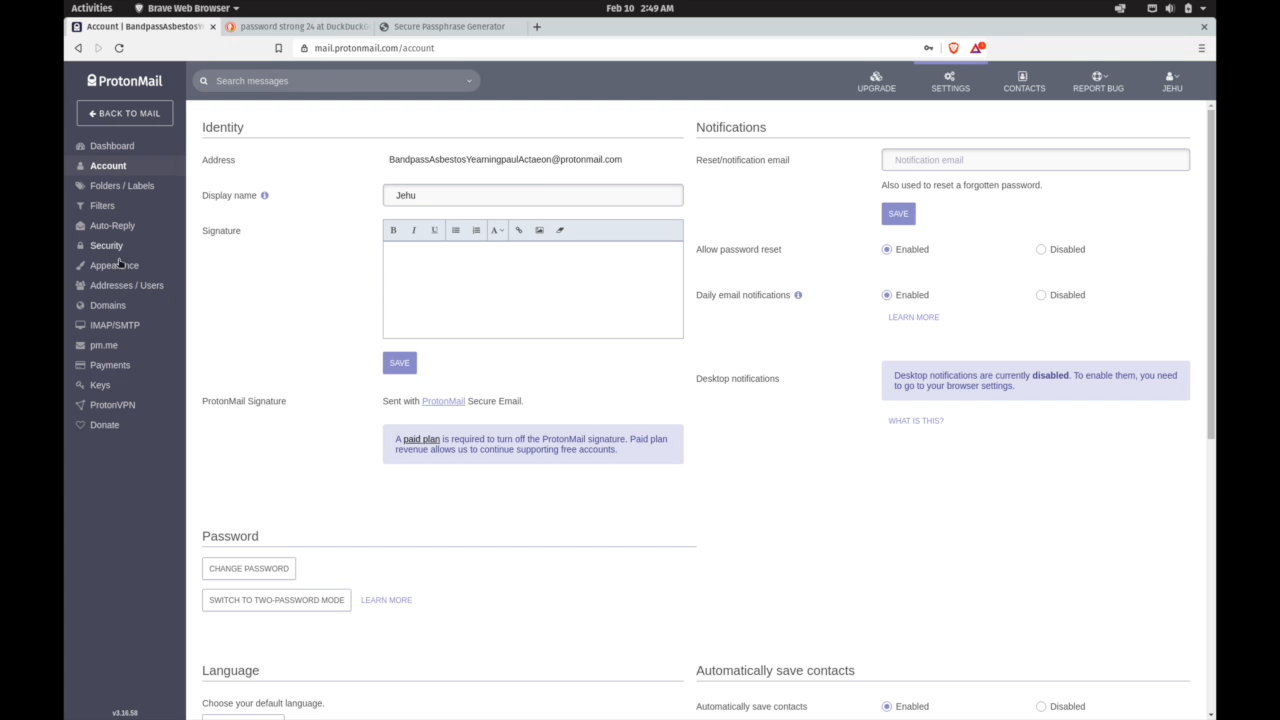 Activities
Brave Web Browser
Feb 10 2:49 AM
Account | BandpassAsbestosYe
password strong 24 at DuckDuckG
Secure Passphrase Generator
mail.protonmail.com/account
ProtonMail
Search messages
UPGRADE
SETTINGS
CONTACTS
REPORT BUG
JEHU
BACK TO MAIL
Dashboard
Account
Folders / Labels
Filters
Auto-Reply
Security
Appearance
Addresses / Users
Domains
IMAP/SMTP
pm.me
Payments
Keys
ProtonVPN
Donate
v3.16.58
Identity
Address
BandpassAsbestosYearningpaulActaeon@protonmail.com
Display name
Jehu
Signature
B I U A
SAVE
ProtonMail Signature
Sent with ProtonMail Secure Email.
A paid plan is required to turn off the ProtonMail signature. Paid plan
revenue allows us to continue supporting free accounts.
Notifications
Reset/notification email
Notification email
Also used to reset a forgotten password.
SAVE
Allow password reset
Enabled
Disabled
Daily email notifications
Enabled
Disabled
LEARN MORE
Desktop notifications
Desktop notifications are currently disabled. To enable them, you need
to go to your browser settings.
WHAT IS THIS?
Password
CHANGE PASSWORD
SWITCH TO TWO-PASSWORD MODE
LEARN MORE
Language
Choose your default language.
Automatically save contacts
Automatically save contacts
Enabled
Disabled